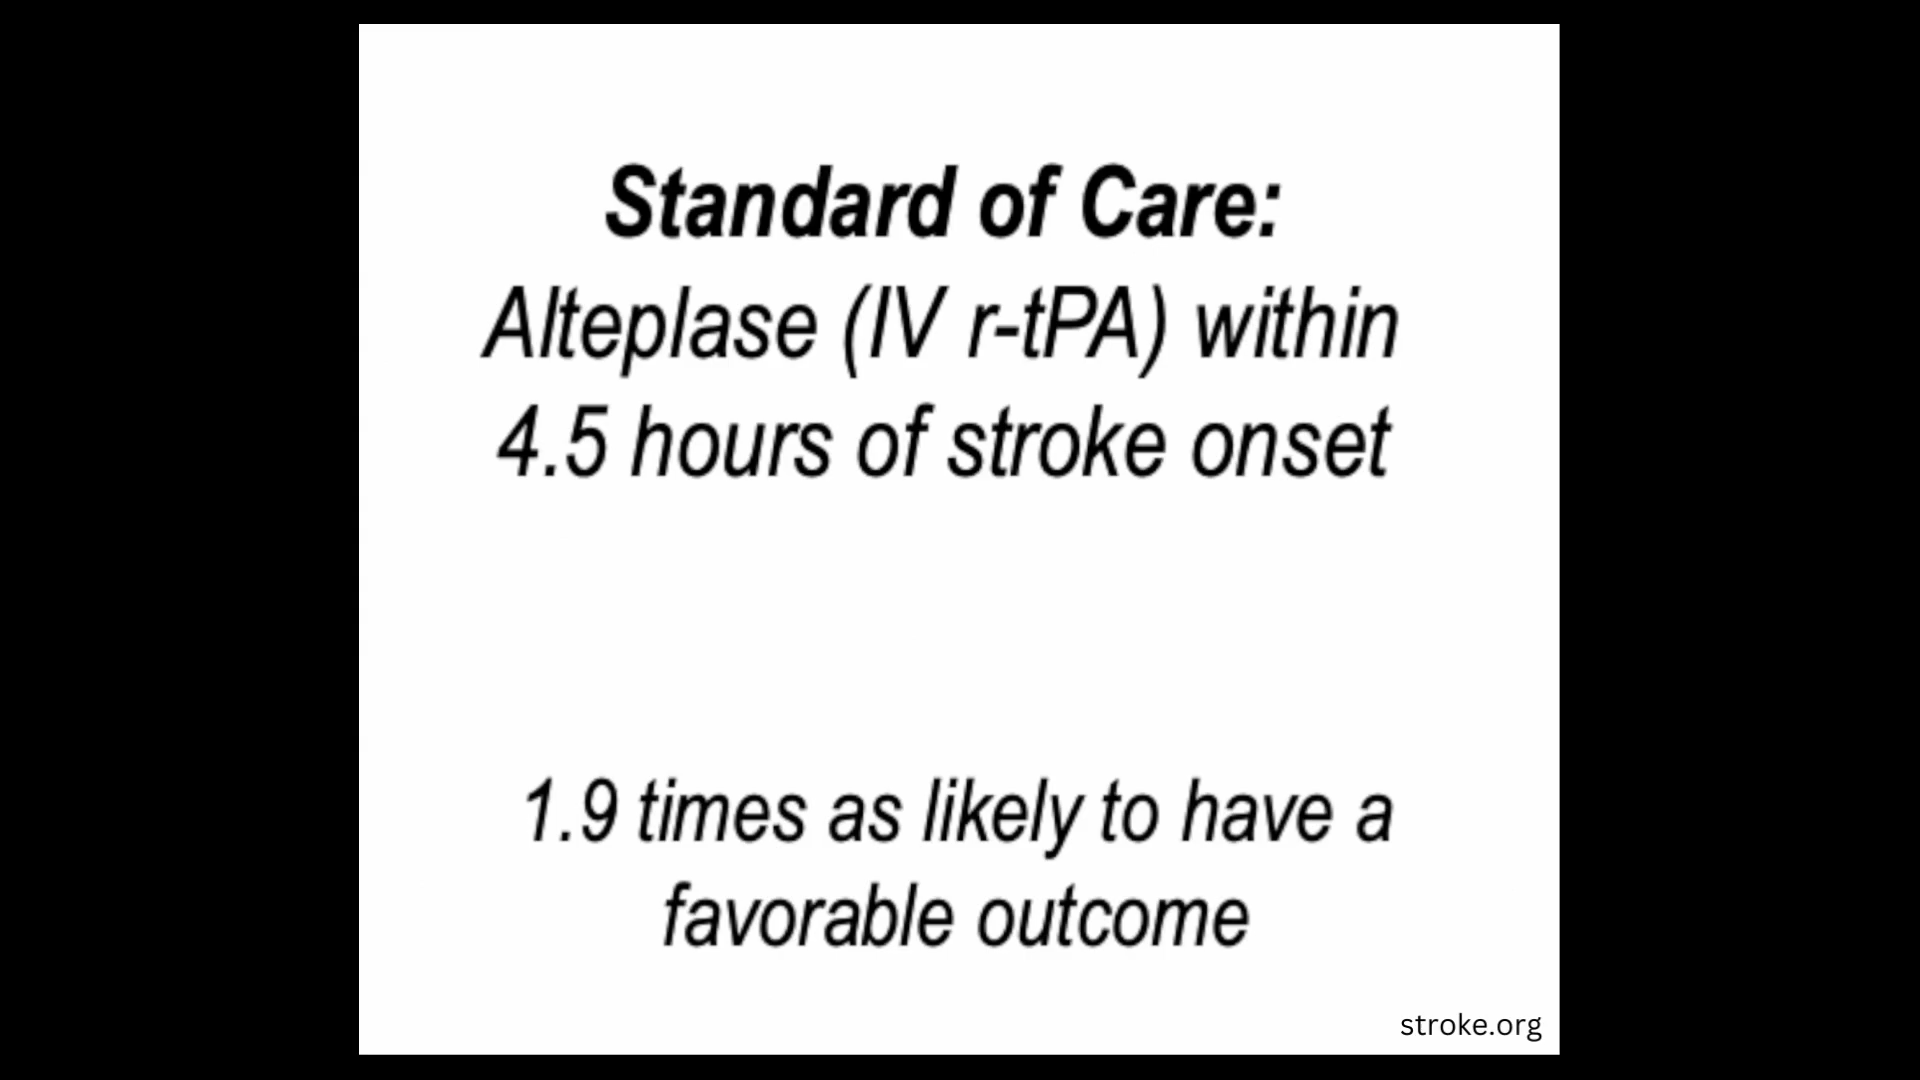 Standard of Care:
Alteplase (IV r-tPA) within
4.5 hours of stroke onset
1.9 times as likely to have a
favorable outcome
stroke.org